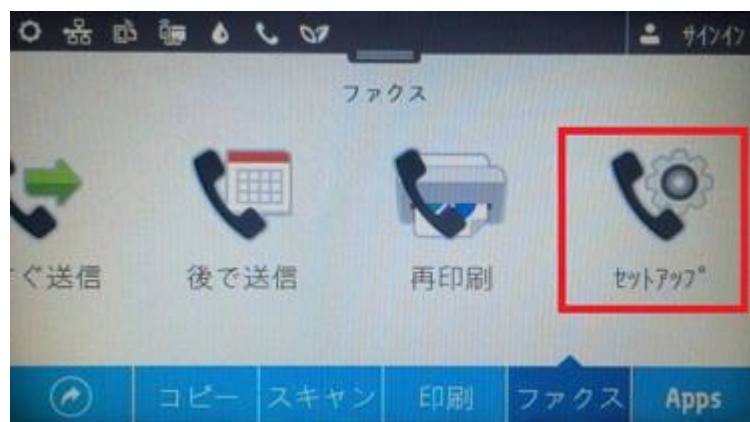 サインイン
ファクス
ぐ送信
後で送信
再印刷
セットアップ
コピー
スキャン
印刷
ファクス
Apps